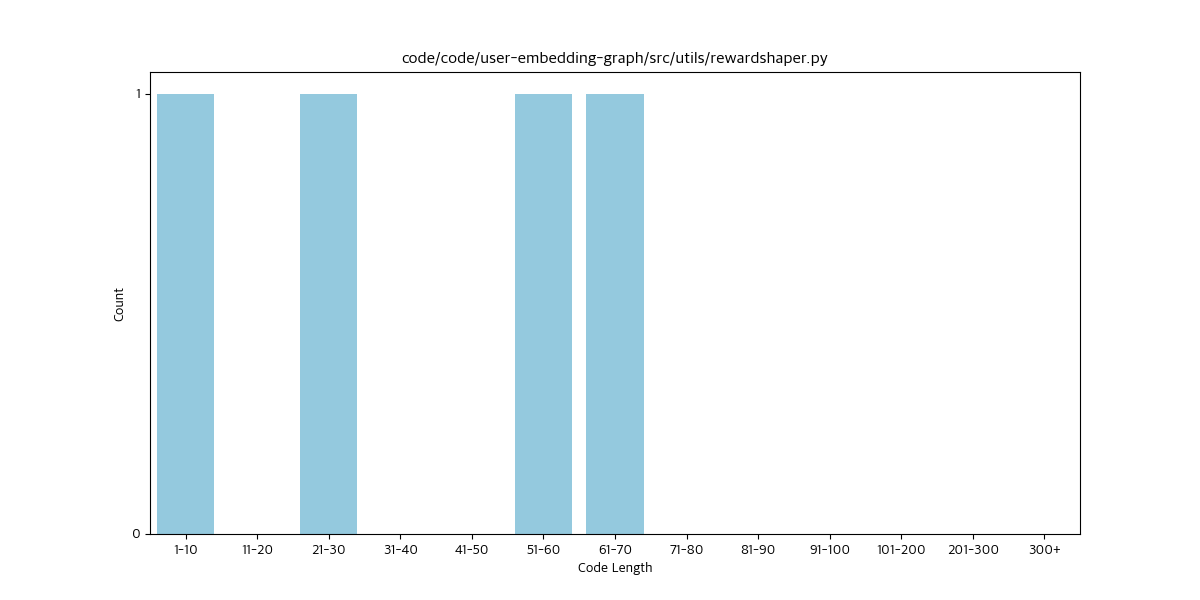 code/code/user-embedding-graph/src/utils/rewardshaper.py
1
Count
0
1-10 11-20 21-30 31-40 41-50 51-60 61-70 71-80 81-90 91-100 101-200 201-300 300+
Code Length